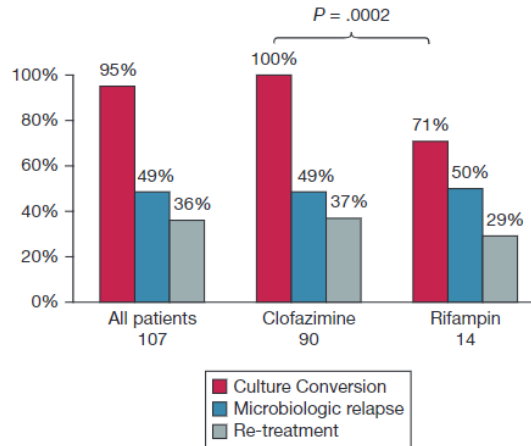 P = .0002
100%
80%
60%
40%
20%
0%
95%
49%
36%
100%
49%
37%
71%
50%
29%
All patients
107
Clofazimine
90
Rifampin
14
Culture Conversion
Microbiologic relapse
Re-treatment